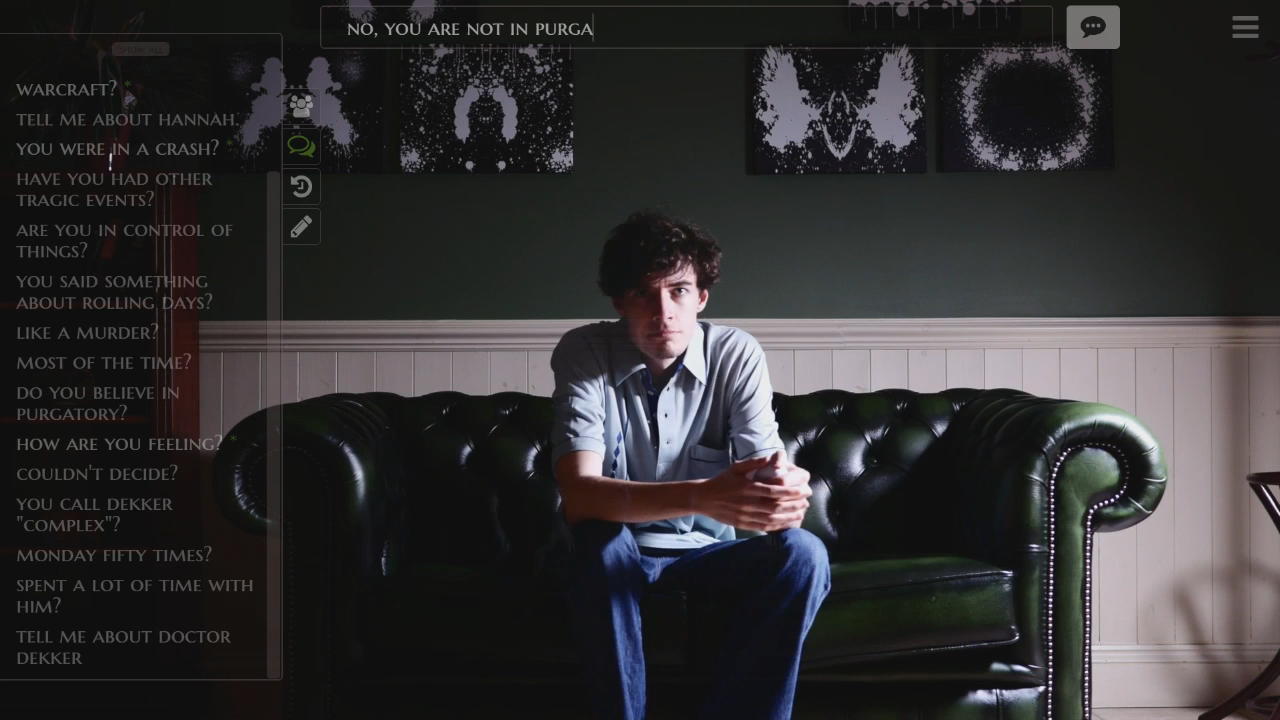 NO, YOU ARE NOT IN PURGA
SHOW ALL
WARCRAFT? *
TELL ME ABOUT HANNAH.
YOU WERE IN A CRASH? *
HAVE YOU HAD OTHER
TRAGIC EVENTS?
ARE YOU IN CONTROL OF
THINGS?
YOU SAID SOMETHING
ABOUT ROLLING DAYS?
LIKE A MURDER?
MOST OF THE TIME?
DO YOU BELIEVE IN
PURGATORY?
HOW ARE YOU FEELING? *
COULDN'T DECIDE?
YOU CALL DEKKER
"COMPLEX"?
MONDAY FIFTY TIMES?
SPENT A LOT OF TIME WITH
HIM?
TELL ME ABOUT DOCTOR
DEKKER